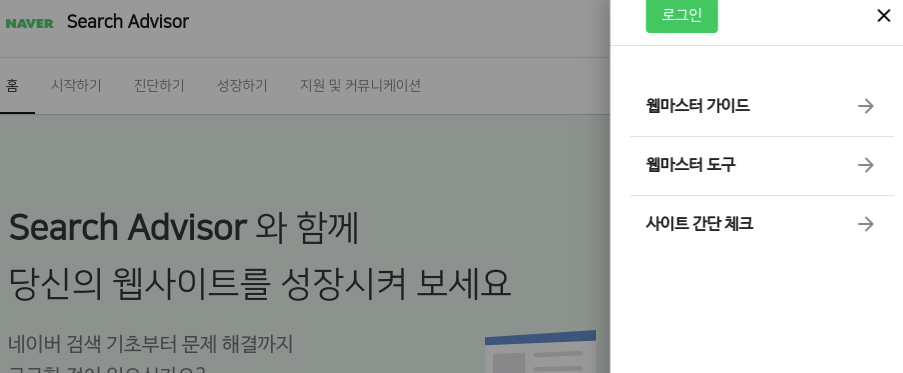 NAVER Search Advisor
로그인
홈 시작하기 진단하기 성장하기 지원 및 커뮤니케이션
웹마스터 가이드
웹마스터 도구
사이트 간단 체크
Search Advisor 와 함께
당신의 웹사이트를 성장시켜 보세요
네이버 검색 기초부터 문제 해결까지